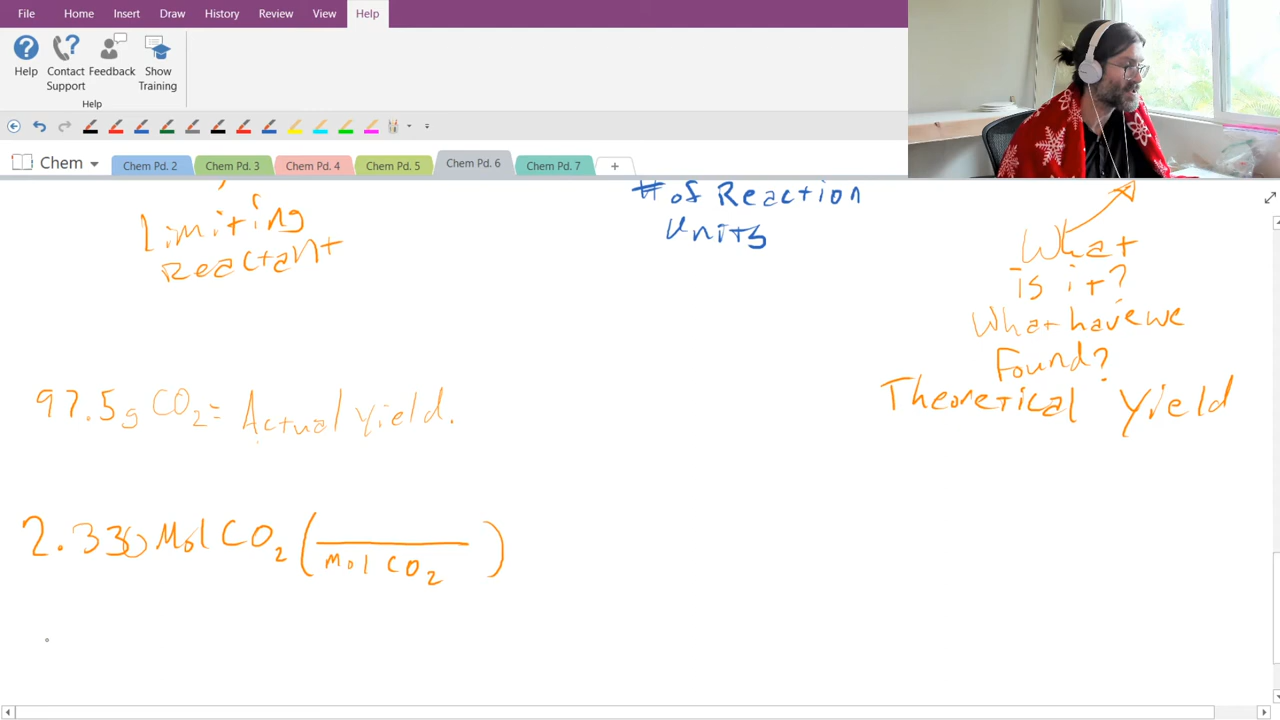 File Home Insert Draw History Review View Help
Help Contact Support Feedback Show Training
Help
Chem Chem Pd. 2 Chem Pd. 3 Chem Pd. 4 Chem Pd. 5 Chem Pd. 6 Chem Pd. 7 +
Limiting
Reactant
# of Reaction
Units
What
is it?
What have we
Found?
Theoretical Yield
97.5g CO₂ = Actual yield.
2.330 Mol CO₂ ( / mol CO₂ )